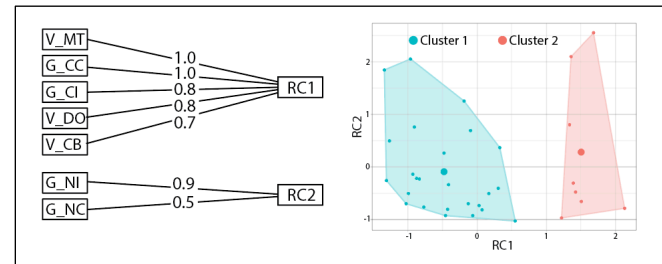 V_MT
G_CC
G_CI
V_DO
V_CB
1.0
1.0
0.8
0.8
0.7
RC1
G_NI
G_NC
0.9
0.5
RC2
Cluster 1
Cluster 2
RC2
2
1
0
-1
-1
0
1
2
RC1